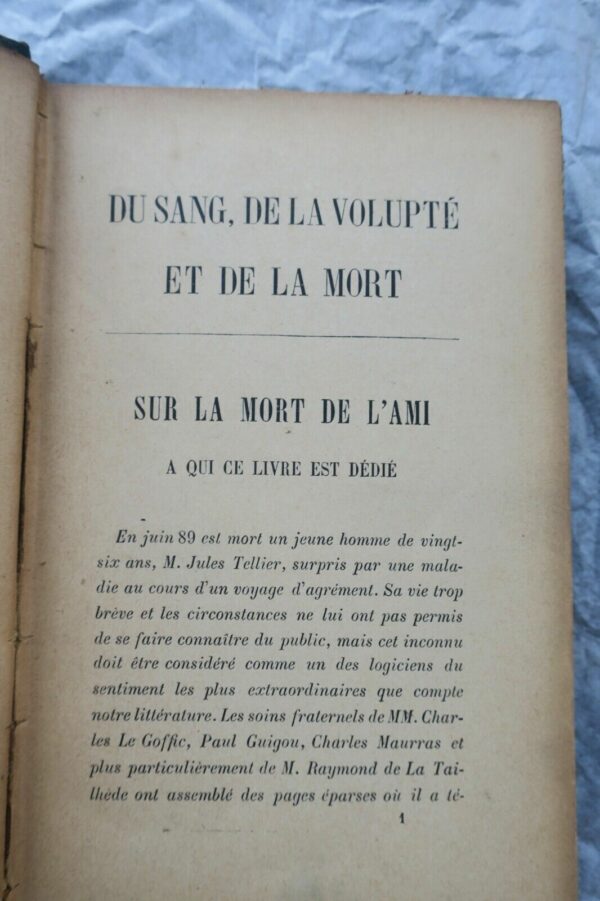 DU SANG, DE LA VOLUPTÉ
ET DE LA MORT
SUR LA MORT DE L'AMI
A QUI CE LIVRE EST DÉDIÉ
En juin 89 est mort un jeune homme de vingt-
six ans, M. Jules Tellier, surpris par une mala-
die au cours d'un voyage d'agrément. Sa vie trop
brève et les circonstances ne lui ont pas permis
de se faire connaître du public, mais cet inconnu
doit être considéré comme un des logiciens du
sentiment les plus extraordinaires que compte
notre littérature. Les soins fraternels de MM. Char-
les Le Goffic, Paul Guigou, Charles Maurras et
plus particulièrement de M. Raymond de La Tai-
lhède ont assemblé des pages éparses où il a té-
1